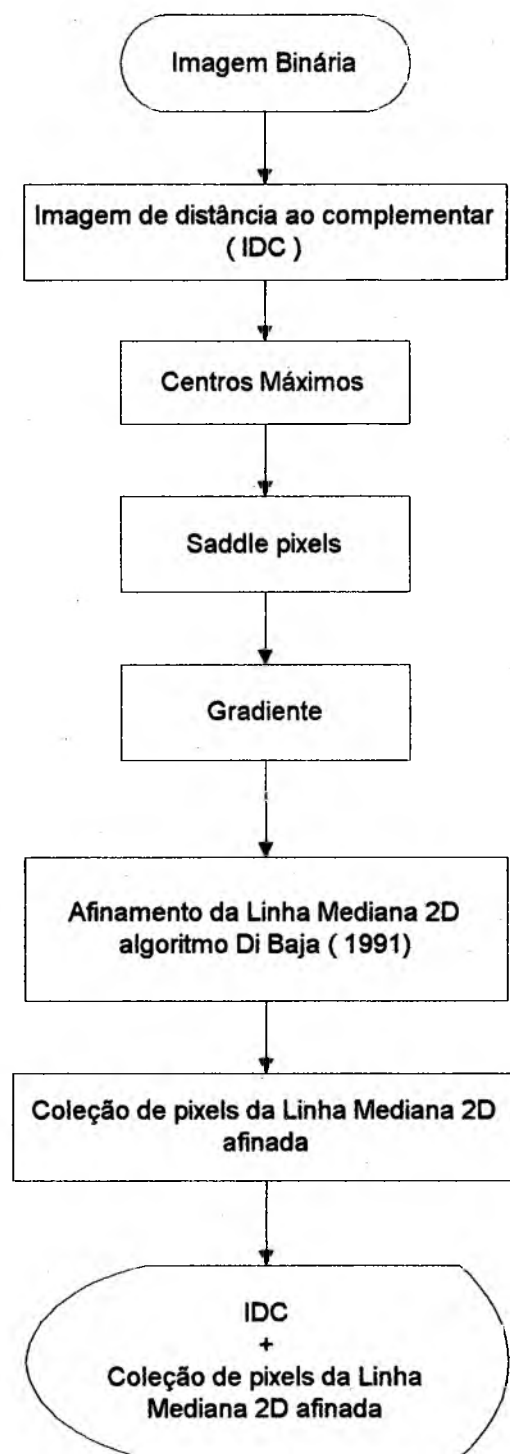 Imagem Binária
Imagem de distância ao complementar
( IDC )
Centros Máximos
Saddle pixels
Gradiente
Afinamento da Linha Mediana 2D
algoritmo Di Baja ( 1991)
Coleção de pixels da Linha Mediana 2D
afinada
IDC
+
Coleção de pixels da Linha
Mediana 2D afinada